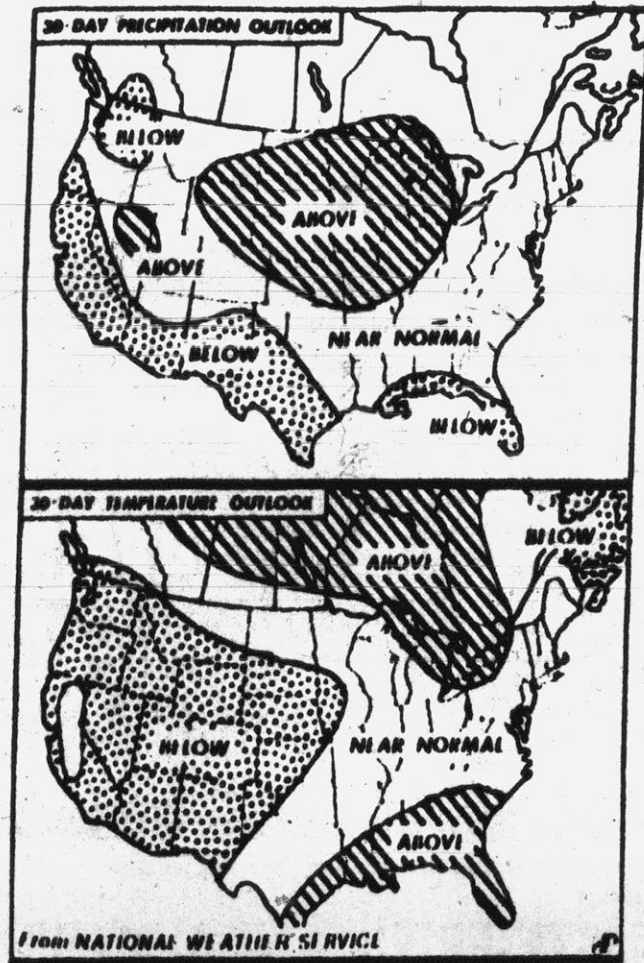 30-DAY PRECIPITATION OUTLOOK
BELOW
ABOVE
ABOVE
BELOW
NEAR NORMAL
BELOW
30-DAY TEMPERATURE OUTLOOK
BELOW
ABOVE
BELOW
NEAR NORMAL
ABOVE
From NATIONAL WEATHER SERVICE